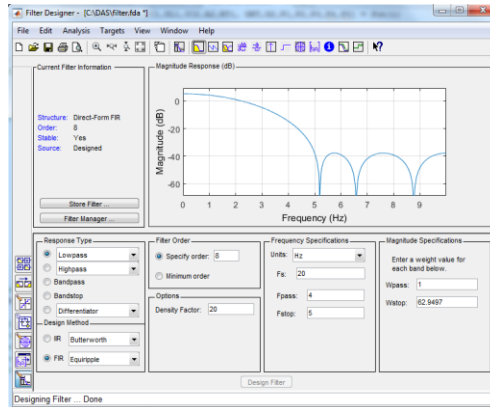 Filter Designer - [C:\DAS\filter.fda *]
File Edit Analysis Targets View Window Help
Current Filter Information
Structure: Direct-Form FIR
Order: 8
Stable: Yes
Source: Designed
Store Filter ...
Filter Manager ...
Magnitude Response (dB)
0
-20
-40
-60
Magnitude (dB)
0 1 2 3 4 5 6 7 8 9
Frequency (Hz)
Response Type
Lowpass
Highpass
Bandpass
Bandstop
Differentiator
Design Method
IIR Butterworth
FIR Equiripple
Filter Order
Specify order: 8
Minimum order
Options
Density Factor: 20
Frequency Specifications
Units: Hz
Fs: 20
Fpass: 4
Fstop: 5
Magnitude Specifications
Enter a weight value for
each band below.
Wpass: 1
Wstop: 62.9497
Design Filter
Designing Filter ... Done